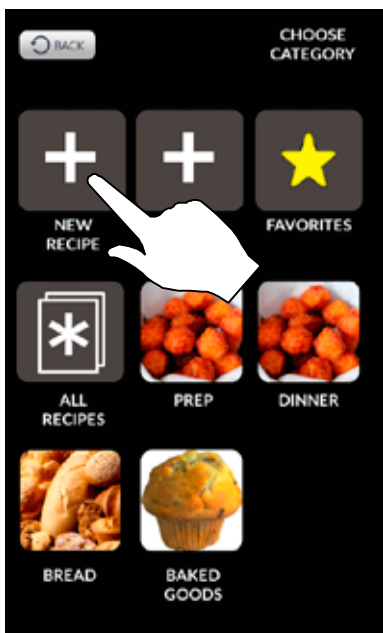 BACK
CHOOSE
CATEGORY
NEW
RECIPE
FAVORITES
ALL
RECIPES
PREP
DINNER
BREAD
BAKED
GOODS